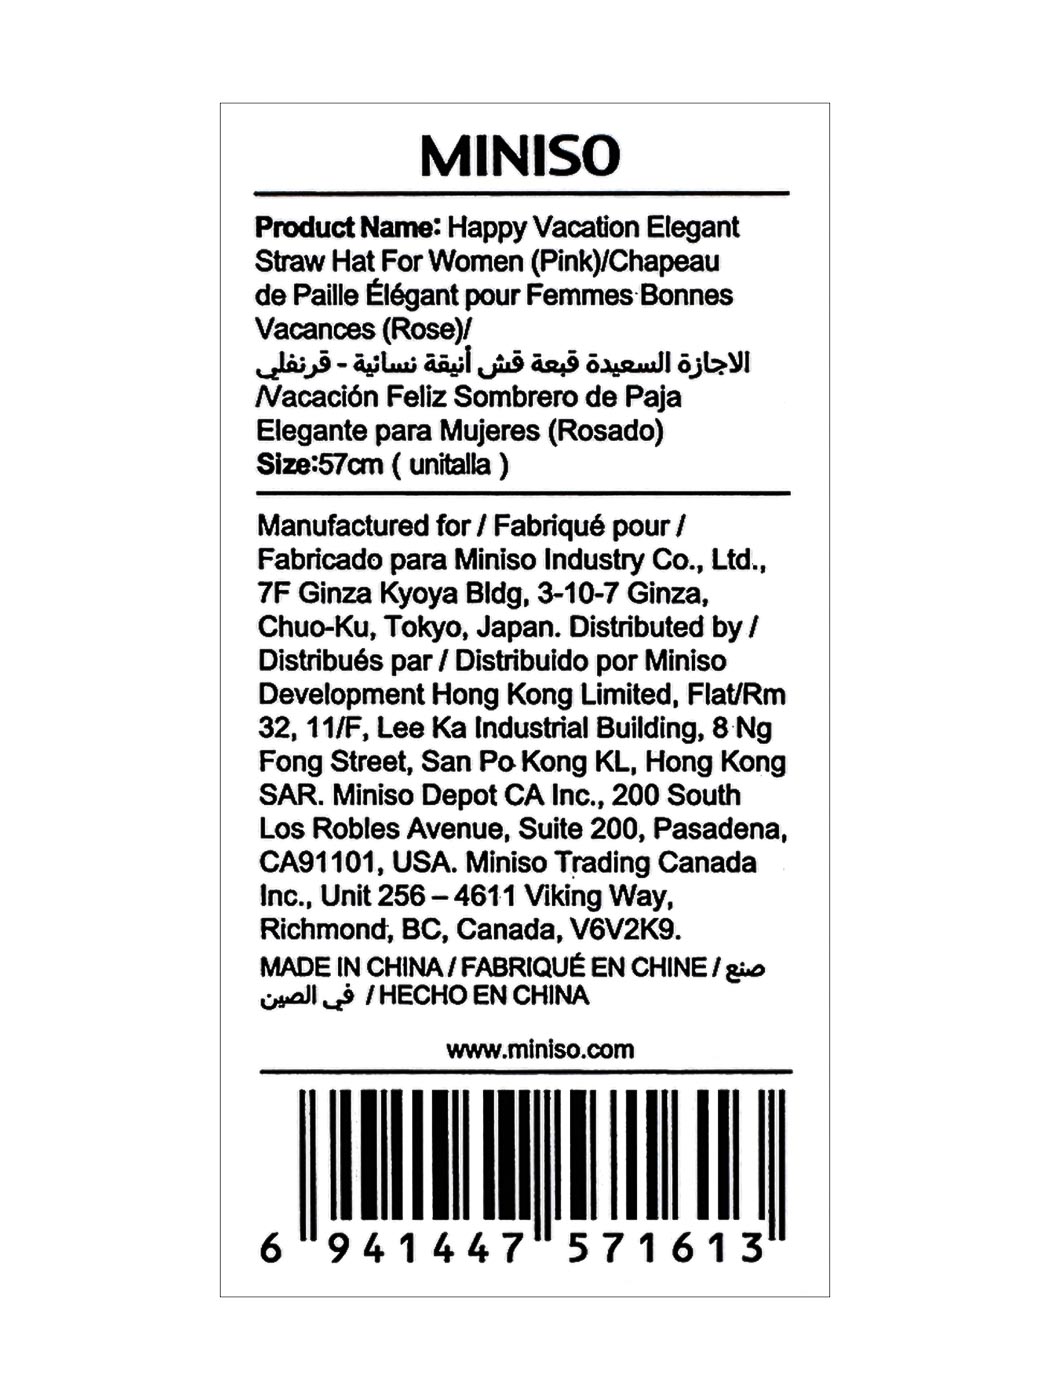 MINISO
Product Name: Happy Vacation Elegant
Straw Hat For Women (Pink)/Chapeau
de Paille Élégant pour Femmes Bonnes
Vacances (Rose)/
الاجازة السعيدة قبعة قش أنيقة نسائية - قرنفلي
/Vacación Feliz Sombrero de Paja
Elegante para Mujeres (Rosado)
Size:57cm ( unitalla )
Manufactured for / Fabriqué pour /
Fabricado para Miniso Industry Co., Ltd.,
7F Ginza Kyoya Bldg, 3-10-7 Ginza,
Chuo-Ku, Tokyo, Japan. Distributed by /
Distribués par / Distribuido por Miniso
Development Hong Kong Limited, Flat/Rm
32, 11/F, Lee Ka Industrial Building, 8 Ng
Fong Street, San Po Kong KL, Hong Kong
SAR. Miniso Depot CA Inc., 200 South
Los Robles Avenue, Suite 200, Pasadena,
CA91101, USA. Miniso Trading Canada
Inc., Unit 256 – 4611 Viking Way,
Richmond, BC, Canada, V6V2K9.
MADE IN CHINA / FABRIQUÉ EN CHINE / صنع
في الصين / HECHO EN CHINA
www.miniso.com
6 941447 571613